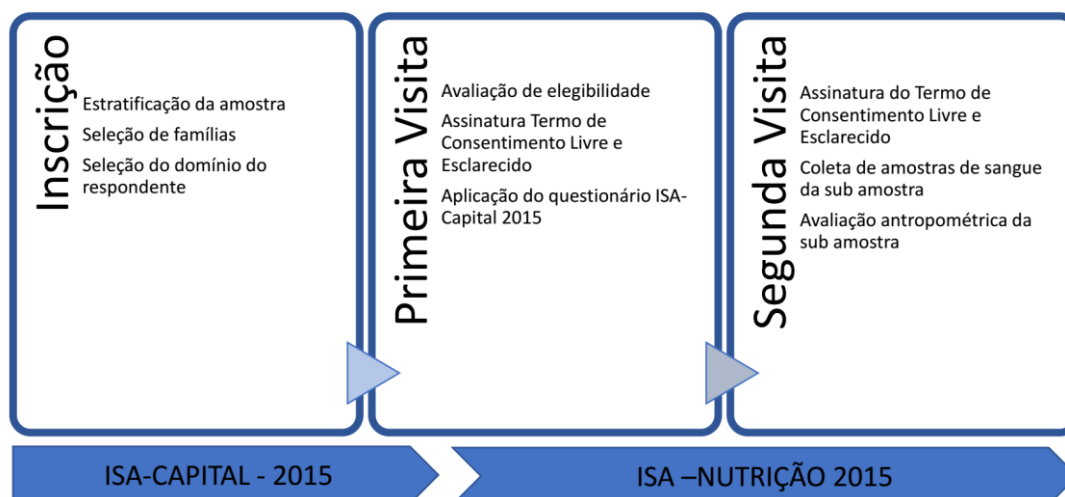 Inscrição
Estratificação da amostra
Seleção de famílias
Seleção do domínio do
respondente
Primeira Visita
Avaliação de elegibilidade
Assinatura Termo de
Consentimento Livre e
Esclarecido
Aplicação do questionário ISA-
Capital 2015
Segunda Visita
Assinatura do Termo de
Consentimento Livre e
Esclarecido
Coleta de amostras de sangue
da sub amostra
Avaliação antropométrica da
sub amostra
ISA-CAPITAL - 2015
ISA –NUTRIÇÃO 2015